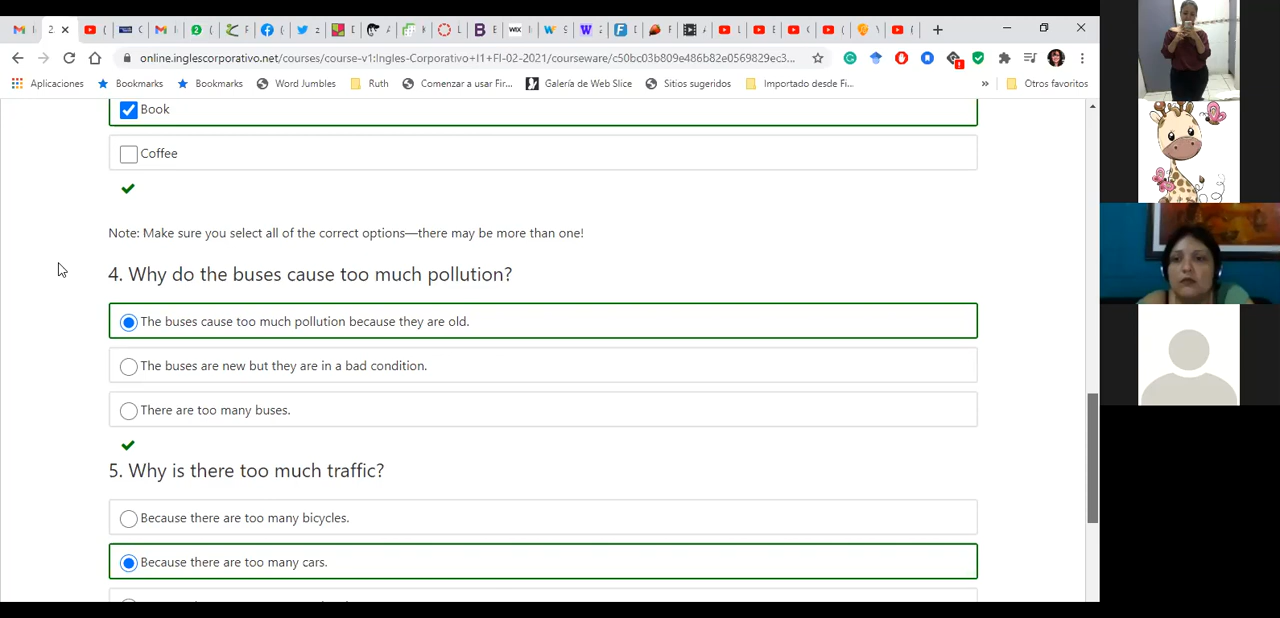 online.inglescorporativo.net/courses/course-v1:Ingles-Corporativo+I1+FI-02-2021/courseware/c50bc03b809e486b82e0569829ec3...
Aplicaciones
Bookmarks
Bookmarks
Word Jumbles
Ruth
Comenzar a usar Fir...
Galería de Web Slice
Sitios sugeridos
Importado desde Fi...
»
Otros favoritos
Book
Coffee
Note: Make sure you select all of the correct options—there may be more than one!
4. Why do the buses cause too much pollution?
The buses cause too much pollution because they are old.
The buses are new but they are in a bad condition.
There are too many buses.
5. Why is there too much traffic?
Because there are too many bicycles.
Because there are too many cars.